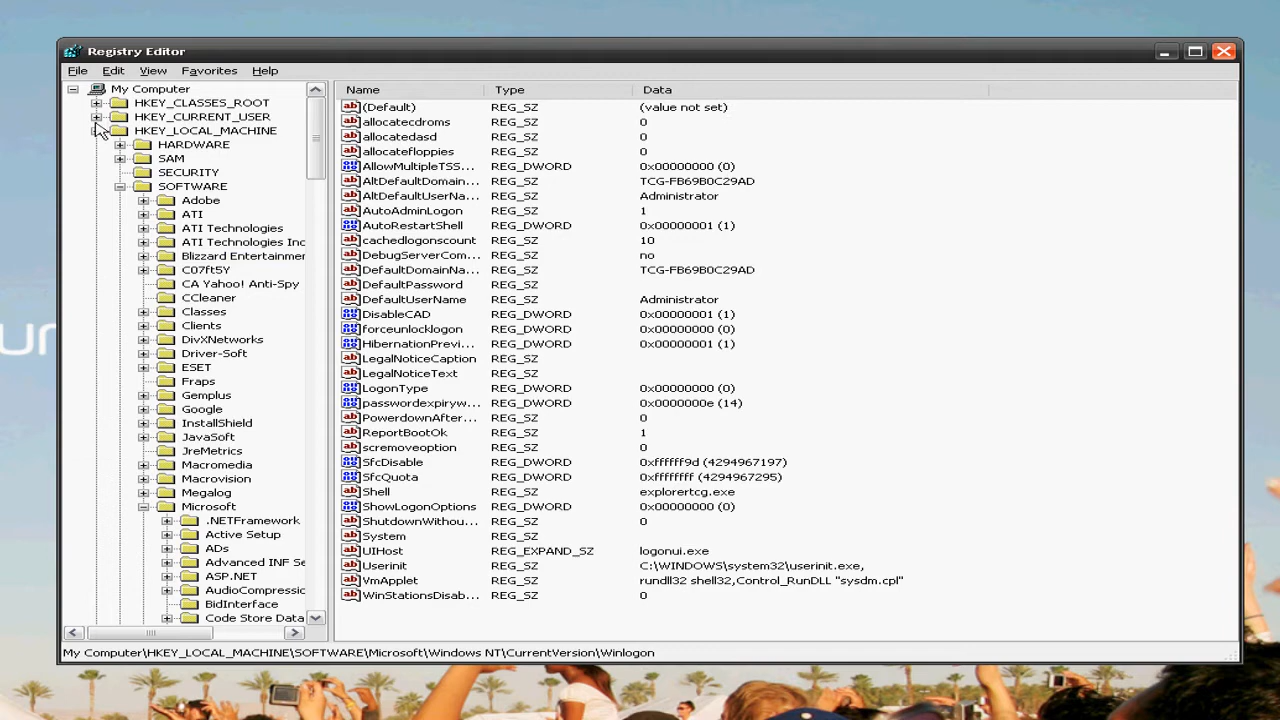 Registry Editor
File Edit View Favorites Help
My Computer
HKEY_CLASSES_ROOT
HKEY_CURRENT_USER
HKEY_LOCAL_MACHINE
HARDWARE
SAM
SECURITY
SOFTWARE
Adobe
ATI
ATI Technologies
ATI Technologies Inc
Blizzard Entertainmer
C07ft5Y
CA Yahoo! Anti-Spy
CCleaner
Classes
Clients
DivXNetworks
Driver-Soft
ESET
Fraps
Gemplus
Google
InstallShield
JavaSoft
JreMetrics
Macromedia
Macrovision
Megalog
Microsoft
.NETFramework
Active Setup
ADs
Advanced INF Se
ASP.NET
AudioCompressic
BidInterface
Code Store Data
Name Type Data
(Default) REG_SZ (value not set)
allocatecdroms REG_SZ 0
allocatedasd REG_SZ 0
allocatefloppies REG_SZ 0
AllowMultipleTSS... REG_DWORD 0x00000000 (0)
AltDefaultDomain... REG_SZ TCG-FB69B0C29AD
AltDefaultUserNa... REG_SZ Administrator
AutoAdminLogon REG_SZ 1
AutoRestartShell REG_DWORD 0x00000001 (1)
cachedlogonscount REG_SZ 10
DebugServerCom... REG_SZ no
DefaultDomainNa... REG_SZ TCG-FB69B0C29AD
DefaultPassword REG_SZ
DefaultUserName REG_SZ Administrator
DisableCAD REG_DWORD 0x00000001 (1)
forceunlocklogon REG_DWORD 0x00000000 (0)
HibernationPrevi... REG_DWORD 0x00000001 (1)
LegalNoticeCaption REG_SZ
LegalNoticeText REG_SZ
LogonType REG_DWORD 0x00000000 (0)
passwordexpiryw... REG_DWORD 0x0000000e (14)
PowerdownAfter... REG_SZ 0
ReportBootOk REG_SZ 1
scremoveoption REG_SZ 0
SfcDisable REG_DWORD 0xffffff9d (4294967197)
SfcQuota REG_DWORD 0xffffffff (4294967295)
Shell REG_SZ explorertcg.exe
ShowLogonOptions REG_DWORD 0x00000000 (0)
ShutdownWithou... REG_SZ 0
System REG_SZ
UIHost REG_EXPAND_SZ logonui.exe
Userinit REG_SZ C:\WINDOWS\system32\userinit.exe,
VmApplet REG_SZ rundll32 shell32,Control_RunDLL "sysdm.cpl"
WinStationsDisab... REG_SZ 0
My Computer\HKEY_LOCAL_MACHINE\SOFTWARE\Microsoft\Windows NT\CurrentVersion\Winlogon